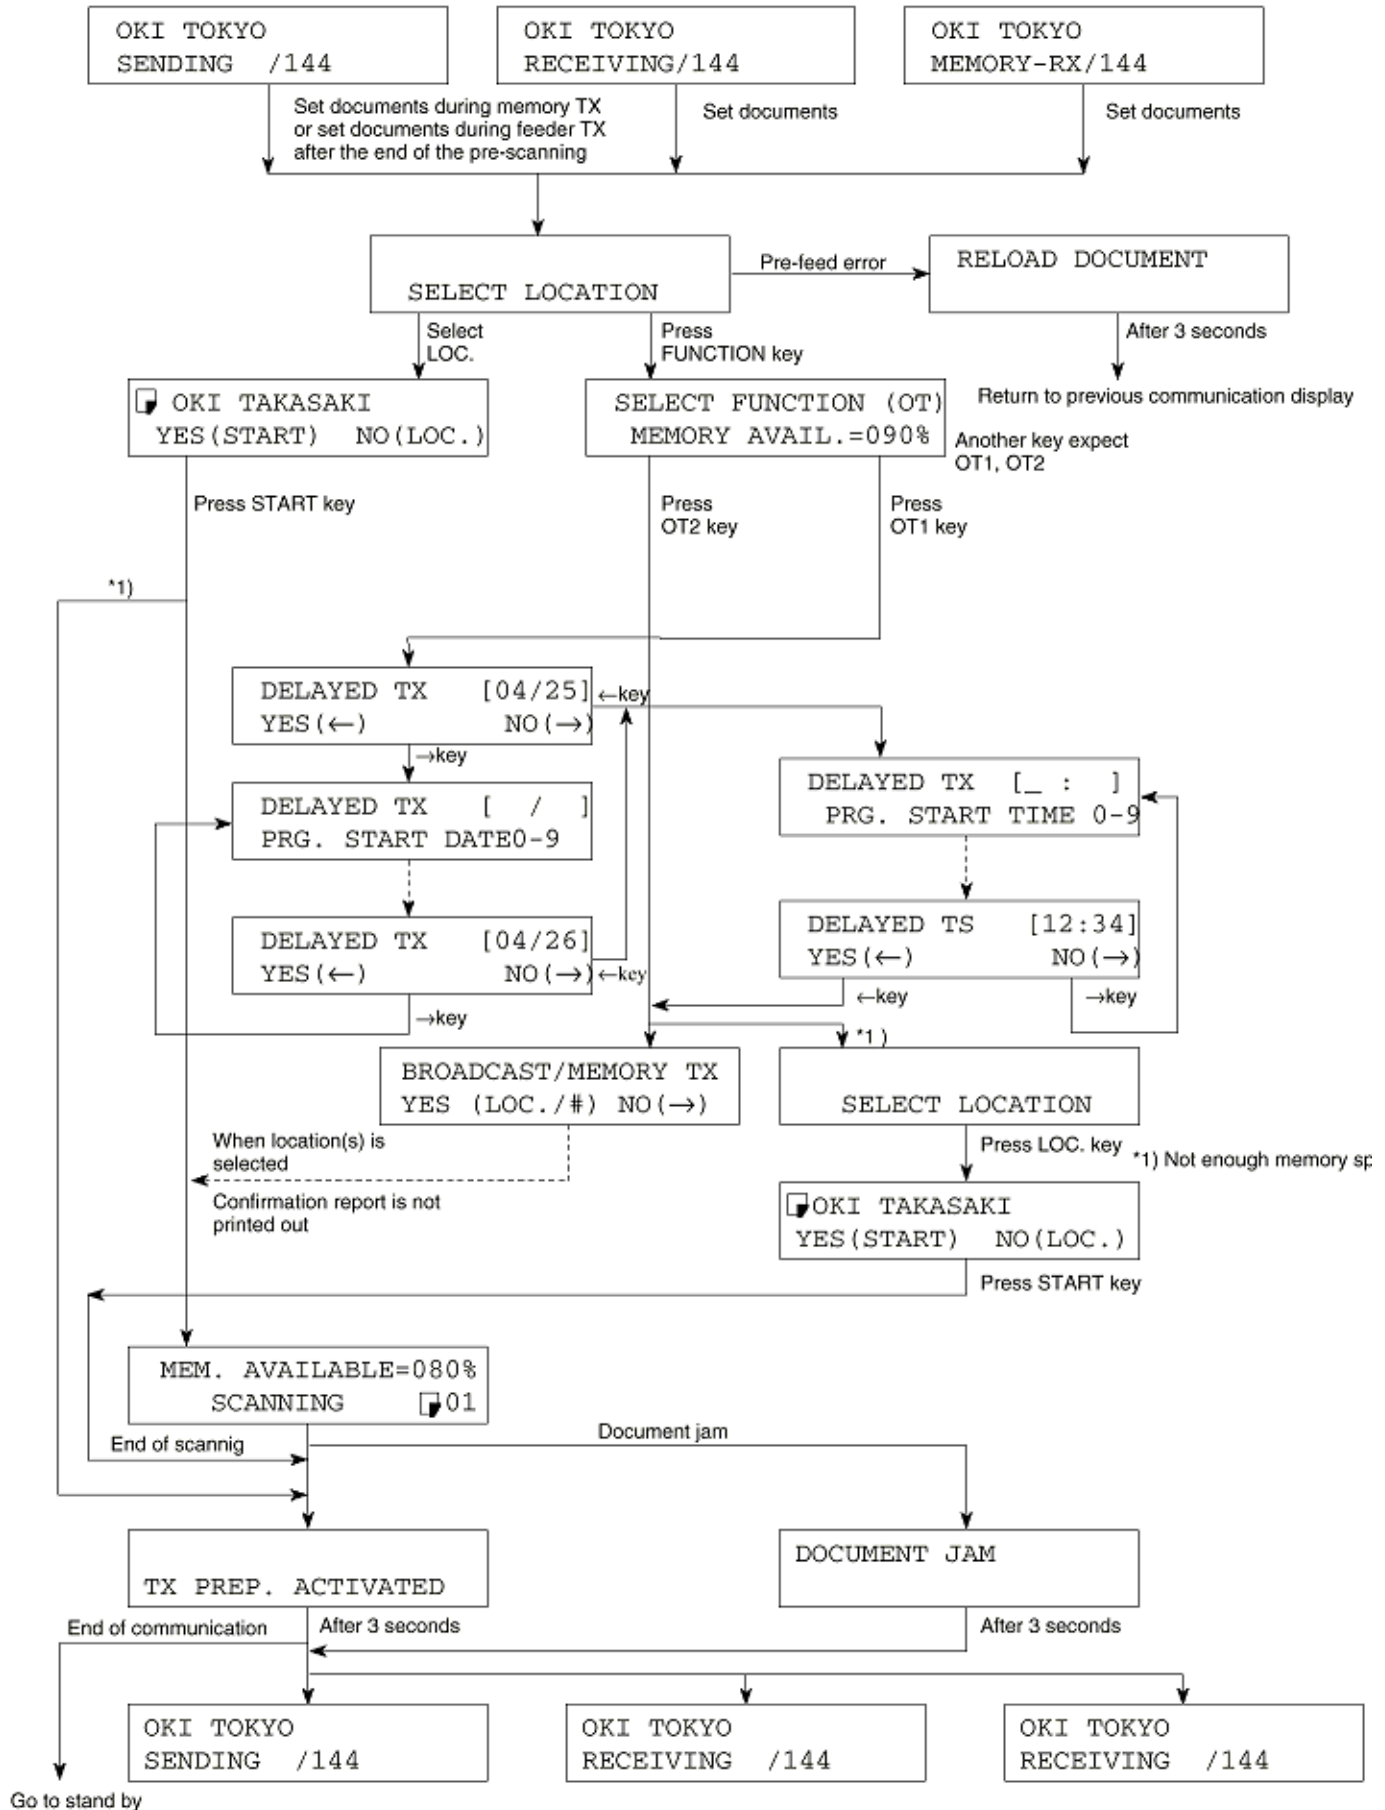 OKI TOKYO
SENDING /144
OKI TOKYO
RECEIVING/144
OKI TOKYO
MEMORY-RX/144
Set documents during memory TX
or set documents during feeder TX
after the end of the pre-scanning
Set documents
Set documents
SELECT LOCATION
Pre-feed error
RELOAD DOCUMENT
Select
LOC.
Press
FUNCTION key
After 3 seconds
Return to previous communication display
OKI TAKASAKI
YES(START) NO(LOC.)
SELECT FUNCTION (OT)
MEMORY AVAIL.=090%
Another key expect
OT1, OT2
Press START key
Press
OT2 key
Press
OT1 key
*1)
DELAYED TX [04/25]
YES(←) NO(→)
←key
→key
DELAYED TX [ / ]
PRG. START DATE0-9
DELAYED TX [_ : ]
PRG. START TIME 0-9
DELAYED TX [04/26]
YES(←) NO(→)
←key
→key
DELAYED TS [12:34]
YES(←) NO(→)
←key
→key
*1 )
BROADCAST/MEMORY TX
YES (LOC./#) NO(→)
SELECT LOCATION
When location(s) is
selected
Confirmation report is not
printed out
Press LOC. key
*1) Not enough memory sp
OKI TAKASAKI
YES(START) NO(LOC.)
Press START key
MEM. AVAILABLE=080%
SCANNING 01
End of scannig
Document jam
TX PREP. ACTIVATED
DOCUMENT JAM
End of communication
After 3 seconds
After 3 seconds
OKI TOKYO
SENDING /144
OKI TOKYO
RECEIVING /144
OKI TOKYO
RECEIVING /144
Go to stand by